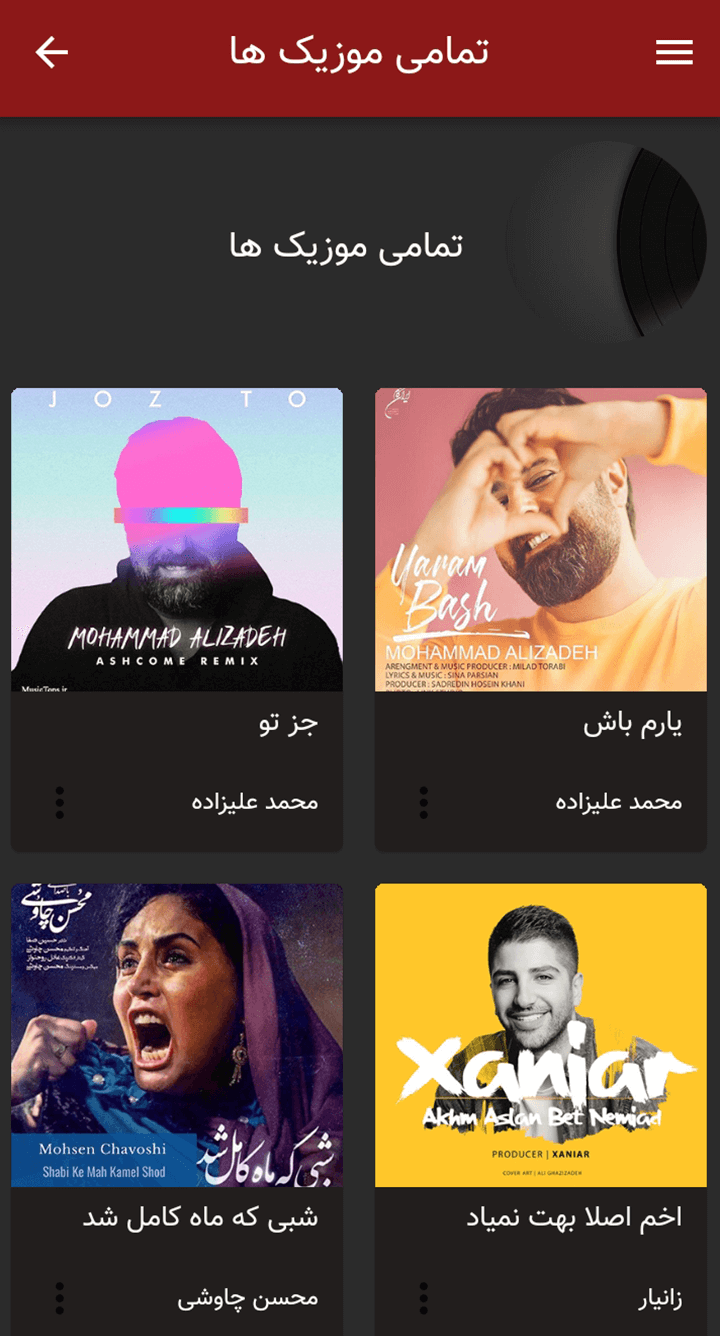 تمامی موزیک ها
تمامی موزیک ها
Yaram
Bash
MOHAMMAD ALIZADEH
ARENGMENT & MUSIC PRODUCER : MILAD TORABI
LYRICS & MUSIC : SINA PARSIAN
PRODUCER : SADREDIN HOSEIN KHANI
یارم باش
محمد علیزاده
JOZ TO
MOHAMMAD ALIZADEH
ASHCOME REMIX
جز تو
محمد علیزاده
Xaniar
Akhm Aslan Bet Nemiad
PRODUCER | XANIAR
COVER ART | ALI GHAZIZADEH
اخم اصلا بهت نمیاد
زانیار
محسن چاوشی
Mohsen Chavoshi
Shabi Ke Mah Kamel Shod
شبی که ماه کامل شد
شبی که ماه کامل شد
محسن چاوشی